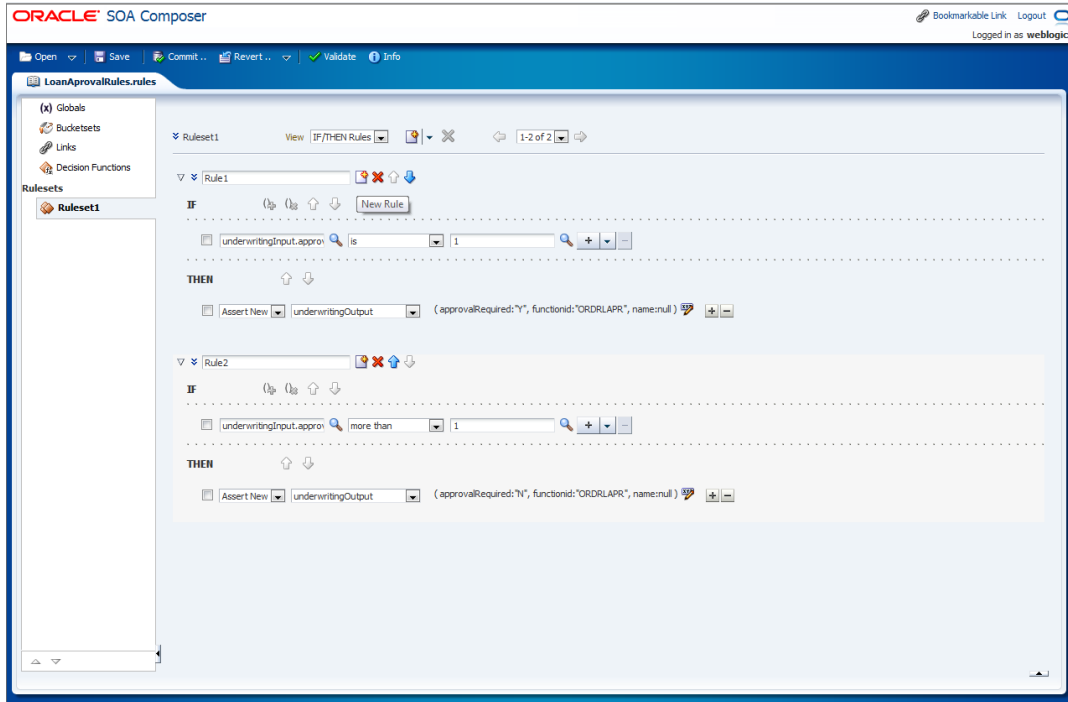 ORACLE SOA Composer
Bookmarkable Link Logout
Logged in as weblogic
Open Save Commit .. Revert .. Validate Info
LoanAprovalRules.rules
(x) Globals
Bucketsets
Links
Decision Functions
Rulesets
Ruleset1
Ruleset1 View IF/THEN Rules 1-2 of 2
Rule1
IF New Rule
underwritingInput.approv is 1
THEN
Assert New underwritingOutput ( approvalRequired:"Y", functionid:"ORDRLAPR", name:null )
Rule2
IF
underwritingInput.approv more than 1
THEN
Assert New underwritingOutput ( approvalRequired:"N", functionid:"ORDRLAPR", name:null )